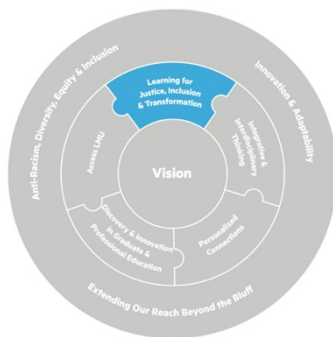 Anti-Racism, Diversity, Equity & Inclusion
Innovation & Adaptability
Extending Our Reach Beyond the Bluff
Learning for
Justice, Inclusion
& Transformation
Integrative &
Interdisciplinary
Thinking
Personalized
Connections
Discovery & Innovation
in Graduate &
Professional Education
Access LMU
Vision